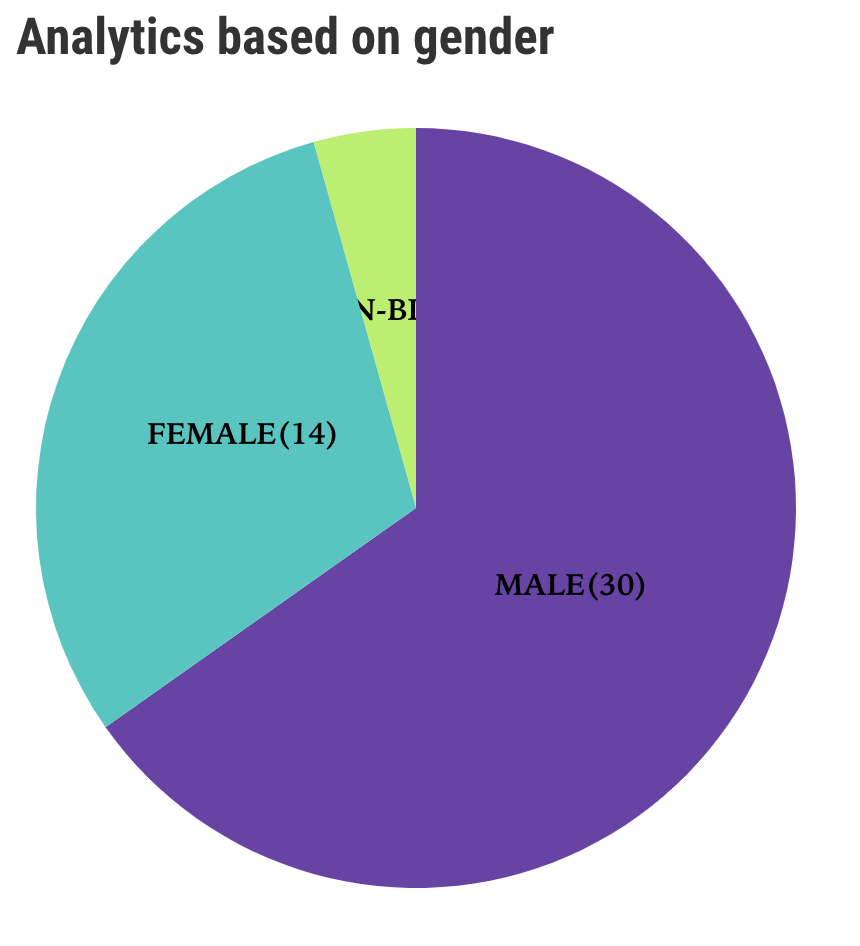 Analytics based on gender
N-BI
FEMALE(14)
MALE(30)